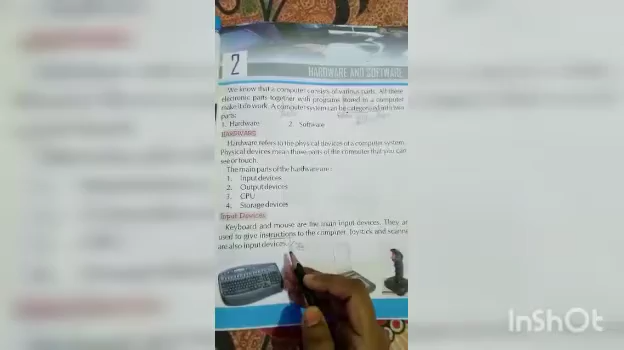 2
HARDWARE AND SOFTWARE
We know that a computer consists of various parts. All these
electronic parts together with programs stored in a computer
make it do work. A computer system can be categorised into two
parts:
1. Hardware 2. Software
HARDWARE
Hardware refers to the physical devices of a computer system.
Physical devices mean those parts of the computer that you can
see or touch.
The main parts of the hardware are :
1. Input devices
2. Output devices
3. CPU
4. Storage devices
Input Devices
Keyboard and mouse are the main input devices. They ar
used to give instructions to the computer. Joystick and scanne
are also input devices.
InShOt